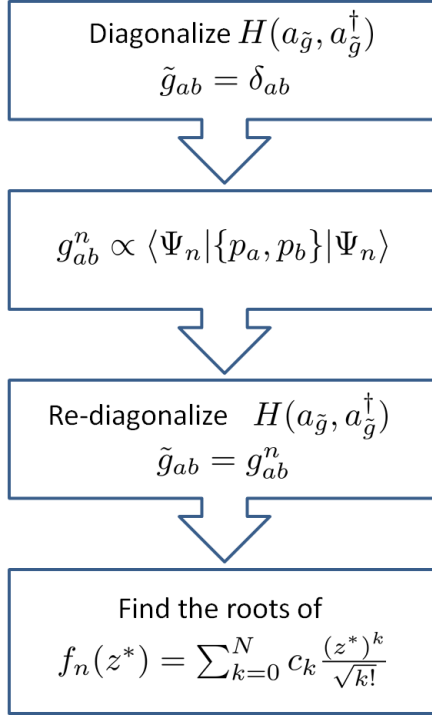 Diagonalize $H(a_{\tilde{g}}, a_{\tilde{g}}^{\dagger})$
$\tilde{g}_{ab} = \delta_{ab}$
$g_{ab}^{n} \propto \langle \Psi_n | \{p_a, p_b\} | \Psi_n \rangle$
Re-diagonalize $H(a_{\tilde{g}}, a_{\tilde{g}}^{\dagger})$
$\tilde{g}_{ab} = g_{ab}^{n}$
Find the roots of
$f_n(z^*) = \sum_{k=0}^{N} c_k \frac{(z^*)^k}{\sqrt{k!}}$